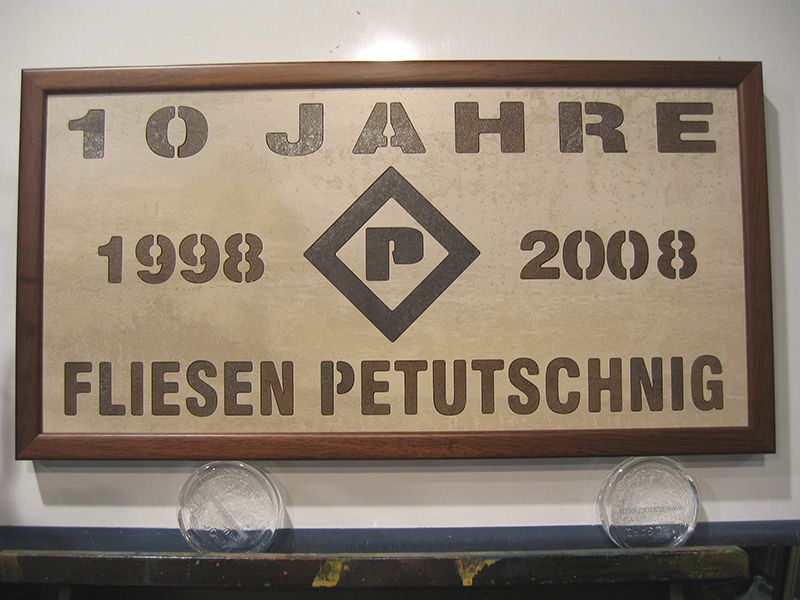 10 JAHRE
1998 P 2008
FLIESEN PETUTSCHNIG